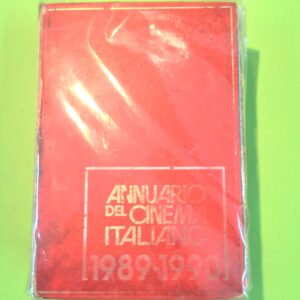 ANNUARIO
DEL CINEMA
ITALIANO
1989-1990